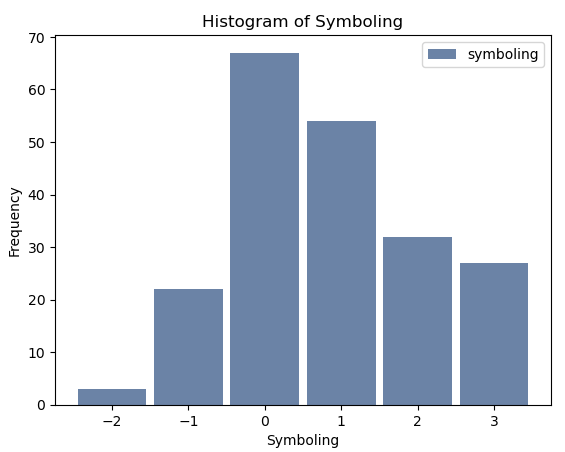 Histogram of Symboling
symboling
70
60
50
40
30
20
10
0
Frequency
−2 −1 0 1 2 3
Symboling